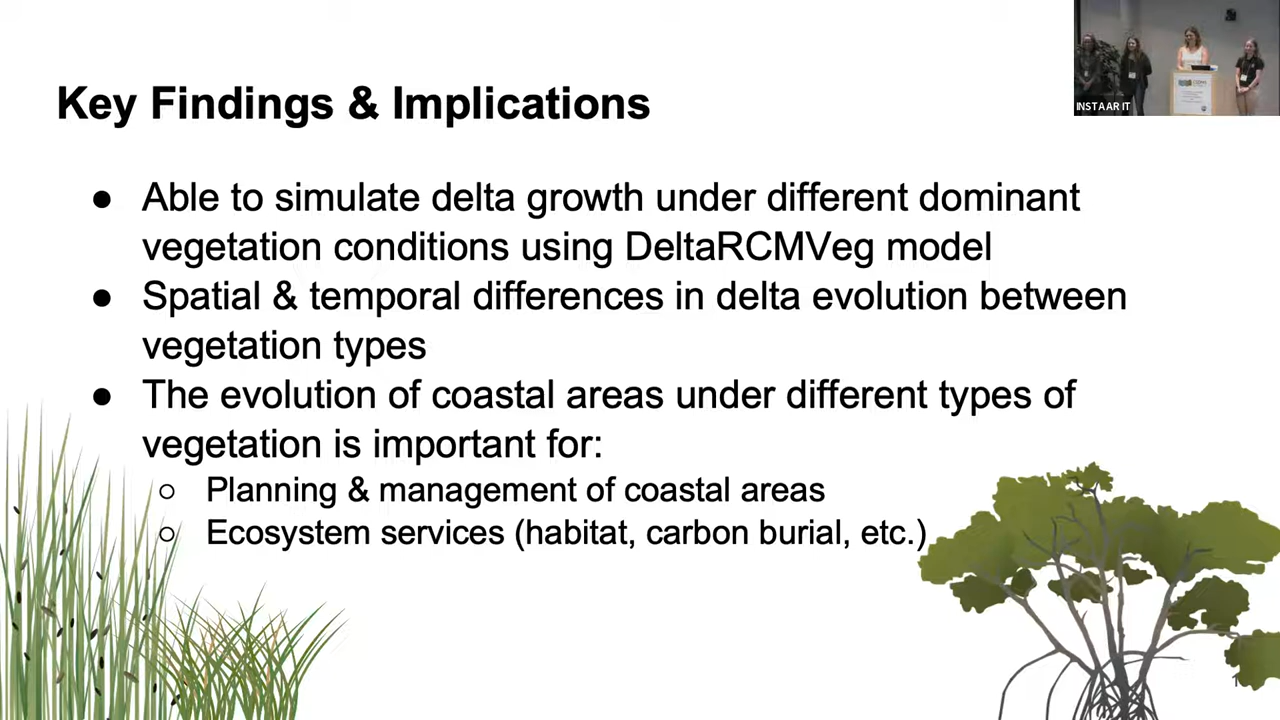 INSTAAR IT
Key Findings & Implications
● Able to simulate delta growth under different dominant
vegetation conditions using DeltaRCMVeg model
● Spatial & temporal differences in delta evolution between
vegetation types
● The evolution of coastal areas under different types of
vegetation is important for:
○ Planning & management of coastal areas
○ Ecosystem services (habitat, carbon burial, etc.)